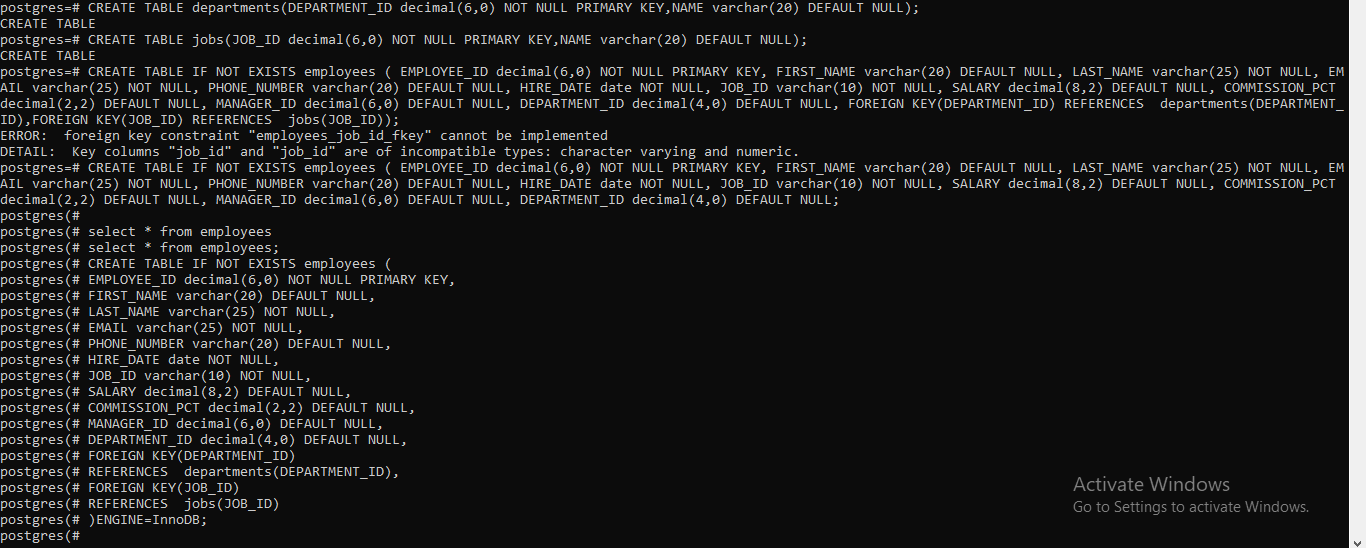 postgres=# CREATE TABLE departments(DEPARTMENT_ID decimal(6,0) NOT NULL PRIMARY KEY,NAME varchar(20) DEFAULT NULL);
CREATE TABLE
postgres=# CREATE TABLE jobs(JOB_ID decimal(6,0) NOT NULL PRIMARY KEY,NAME varchar(20) DEFAULT NULL);
CREATE TABLE
postgres=# CREATE TABLE IF NOT EXISTS employees ( EMPLOYEE_ID decimal(6,0) NOT NULL PRIMARY KEY, FIRST_NAME varchar(20) DEFAULT NULL, LAST_NAME varchar(25) NOT NULL, EM
AIL varchar(25) NOT NULL, PHONE_NUMBER varchar(20) DEFAULT NULL, HIRE_DATE date NOT NULL, JOB_ID varchar(10) NOT NULL, SALARY decimal(8,2) DEFAULT NULL, COMMISSION_PCT
decimal(2,2) DEFAULT NULL, MANAGER_ID decimal(6,0) DEFAULT NULL, DEPARTMENT_ID decimal(4,0) DEFAULT NULL, FOREIGN KEY(DEPARTMENT_ID) REFERENCES  departments(DEPARTMENT_
ID),FOREIGN KEY(JOB_ID) REFERENCES  jobs(JOB_ID));
ERROR:  foreign key constraint "employees_job_id_fkey" cannot be implemented
DETAIL:  Key columns "job_id" and "job_id" are of incompatible types: character varying and numeric.
postgres=# CREATE TABLE IF NOT EXISTS employees ( EMPLOYEE_ID decimal(6,0) NOT NULL PRIMARY KEY, FIRST_NAME varchar(20) DEFAULT NULL, LAST_NAME varchar(25) NOT NULL, EM
AIL varchar(25) NOT NULL, PHONE_NUMBER varchar(20) DEFAULT NULL, HIRE_DATE date NOT NULL, JOB_ID varchar(10) NOT NULL, SALARY decimal(8,2) DEFAULT NULL, COMMISSION_PCT
decimal(2,2) DEFAULT NULL, MANAGER_ID decimal(6,0) DEFAULT NULL, DEPARTMENT_ID decimal(4,0) DEFAULT NULL;
postgres(#
postgres(# select * from employees
postgres(# select * from employees;
postgres(# CREATE TABLE IF NOT EXISTS employees (
postgres(# EMPLOYEE_ID decimal(6,0) NOT NULL PRIMARY KEY,
postgres(# FIRST_NAME varchar(20) DEFAULT NULL,
postgres(# LAST_NAME varchar(25) NOT NULL,
postgres(# EMAIL varchar(25) NOT NULL,
postgres(# PHONE_NUMBER varchar(20) DEFAULT NULL,
postgres(# HIRE_DATE date NOT NULL,
postgres(# JOB_ID varchar(10) NOT NULL,
postgres(# SALARY decimal(8,2) DEFAULT NULL,
postgres(# COMMISSION_PCT decimal(2,2) DEFAULT NULL,
postgres(# MANAGER_ID decimal(6,0) DEFAULT NULL,
postgres(# DEPARTMENT_ID decimal(4,0) DEFAULT NULL,
postgres(# FOREIGN KEY(DEPARTMENT_ID)
postgres(# REFERENCES  departments(DEPARTMENT_ID),
postgres(# FOREIGN KEY(JOB_ID)
postgres(# REFERENCES  jobs(JOB_ID)
postgres(# )ENGINE=InnoDB;
postgres(#
Activate Windows
Go to Settings to activate Windows.